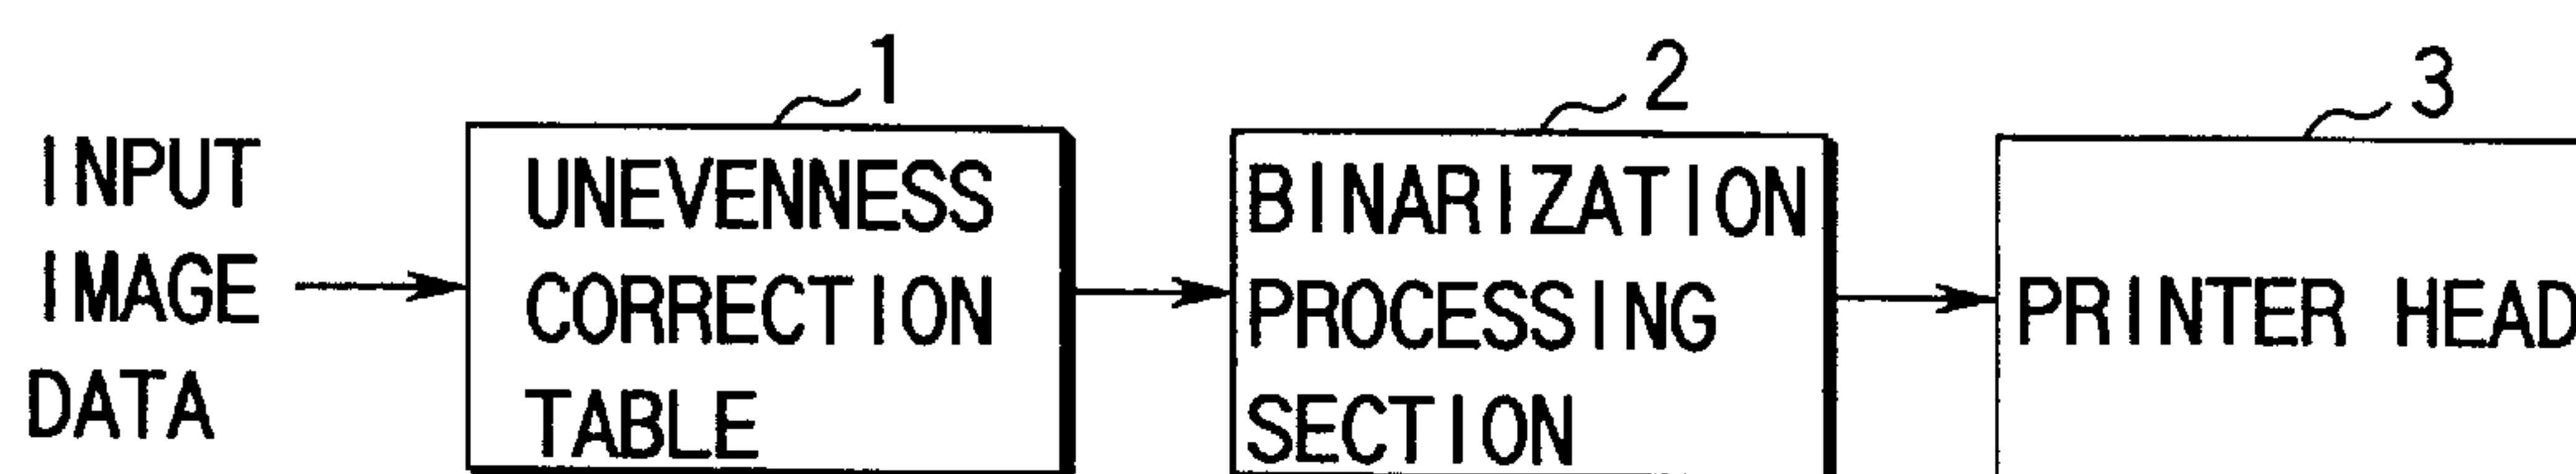 1
2
3
INPUT
IMAGE
DATA
UNEVENNESS
CORRECTION
TABLE
BINARIZATION
PROCESSING
SECTION
PRINTER HEAD